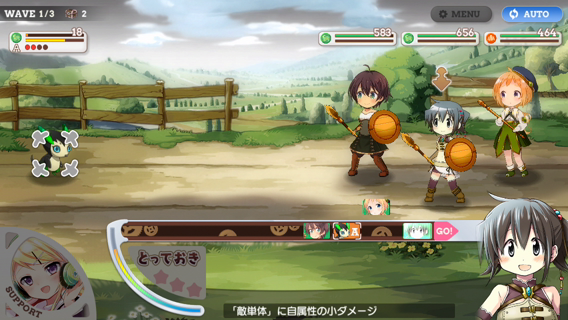 WAVE 1/3 2
MENU
AUTO
18
A
583
656
464
A
GO!
とっておき
SUPPORT
「敵単体」に自属性の小ダメージ